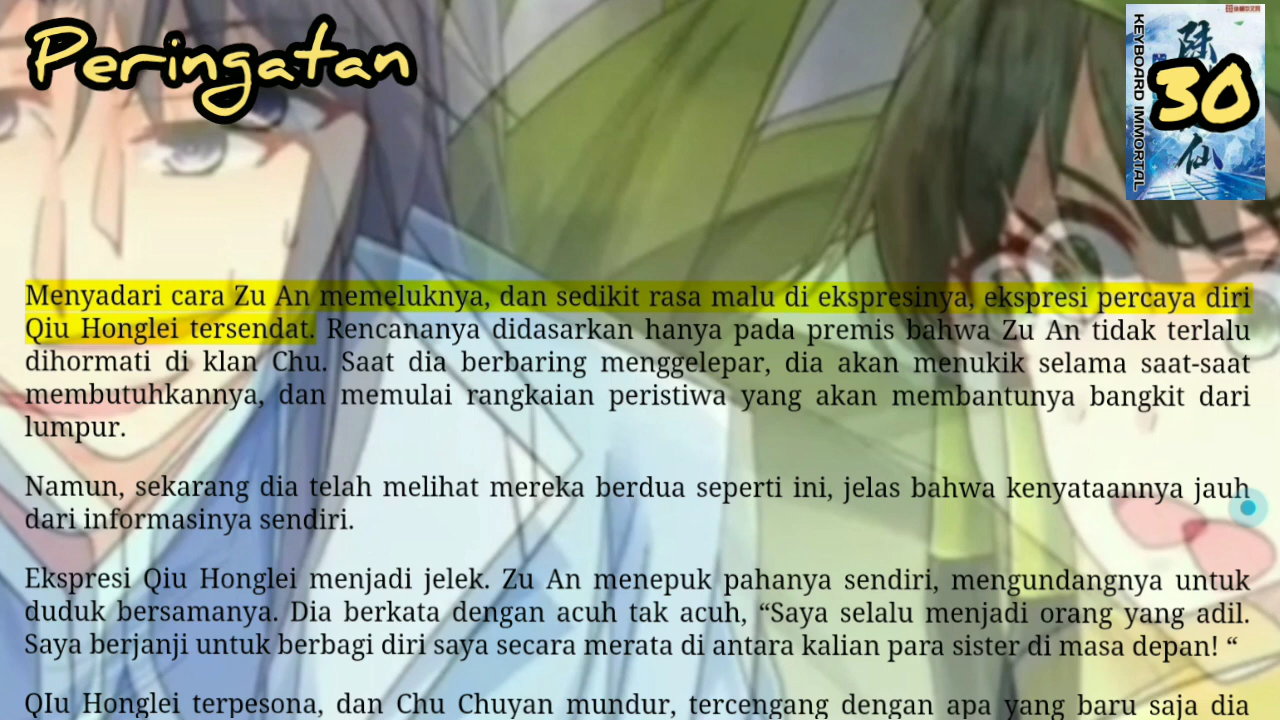 Peringatan
KEYBOARD IMMORTAL
30
仙
Menyadari cara Zu An memeluknya, dan sedikit rasa malu di ekspresinya, ekspresi percaya diri
Qiu Honglei tersendat. Rencananya didasarkan hanya pada premis bahwa Zu An tidak terlalu
dihormati di klan Chu. Saat dia berbaring menggelepar, dia akan menukik selama saat-saat
membutuhkannya, dan memulai rangkaian peristiwa yang akan membantunya bangkit dari
lumpur.
Namun, sekarang dia telah melihat mereka berdua seperti ini, jelas bahwa kenyataannya jauh
dari informasinya sendiri.
Ekspresi Qiu Honglei menjadi jelek. Zu An menepuk pahanya sendiri, mengundangnya untuk
duduk bersamanya. Dia berkata dengan acuh tak acuh, “Saya selalu menjadi orang yang adil.
Saya berjanji untuk berbagi diri saya secara merata di antara kalian para sister di masa depan! “
QIu Honglei terpesona, dan Chu Chuyan mundur, tercengang dengan apa yang baru saja dia